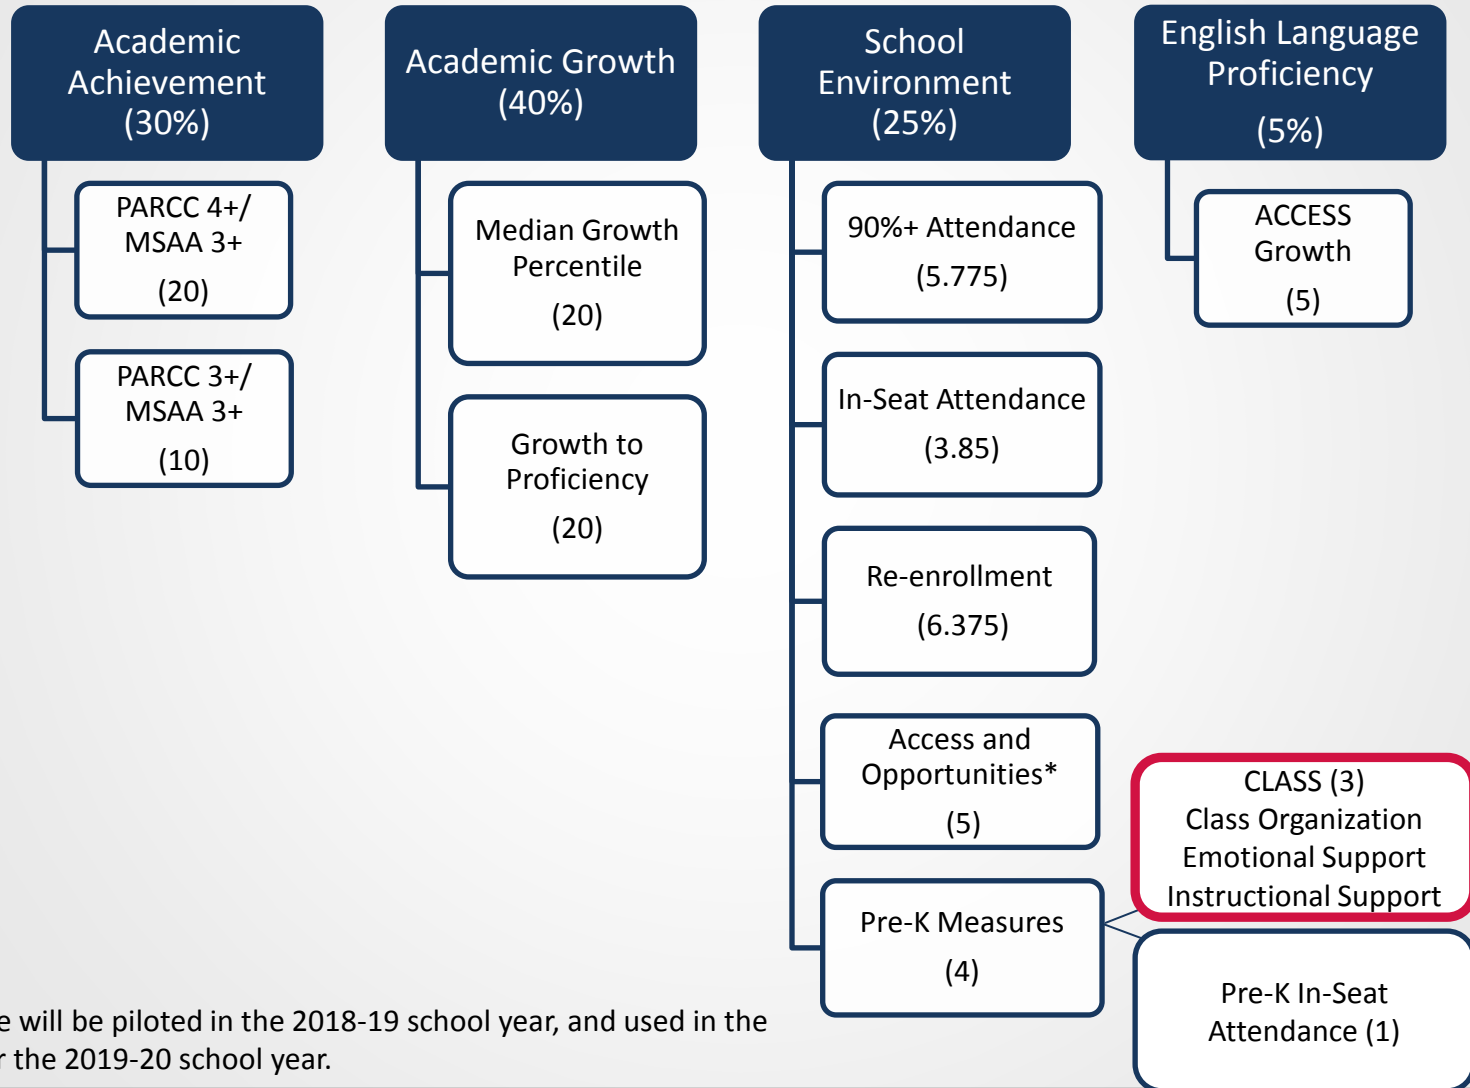 Academic
Achievement
(30%)
PARCC 4+/
MSAA 3+
(20)
PARCC 3+/
MSAA 3+
(10)
Academic Growth
(40%)
Median Growth
Percentile
(20)
Growth to
Proficiency
(20)
School
Environment
(25%)
90%+ Attendance
(5.775)
In-Seat Attendance
(3.85)
Re-enrollment
(6.375)
Access and
Opportunities*
(5)
Pre-K Measures
(4)
CLASS (3)
Class Organization
Emotional Support
Instructional Support
Pre-K In-Seat
Attendance (1)
English Language
Proficiency
(5%)
ACCESS
Growth
(5)
will be piloted in the 2018-19 school year, and used in the
the 2019-20 school year.